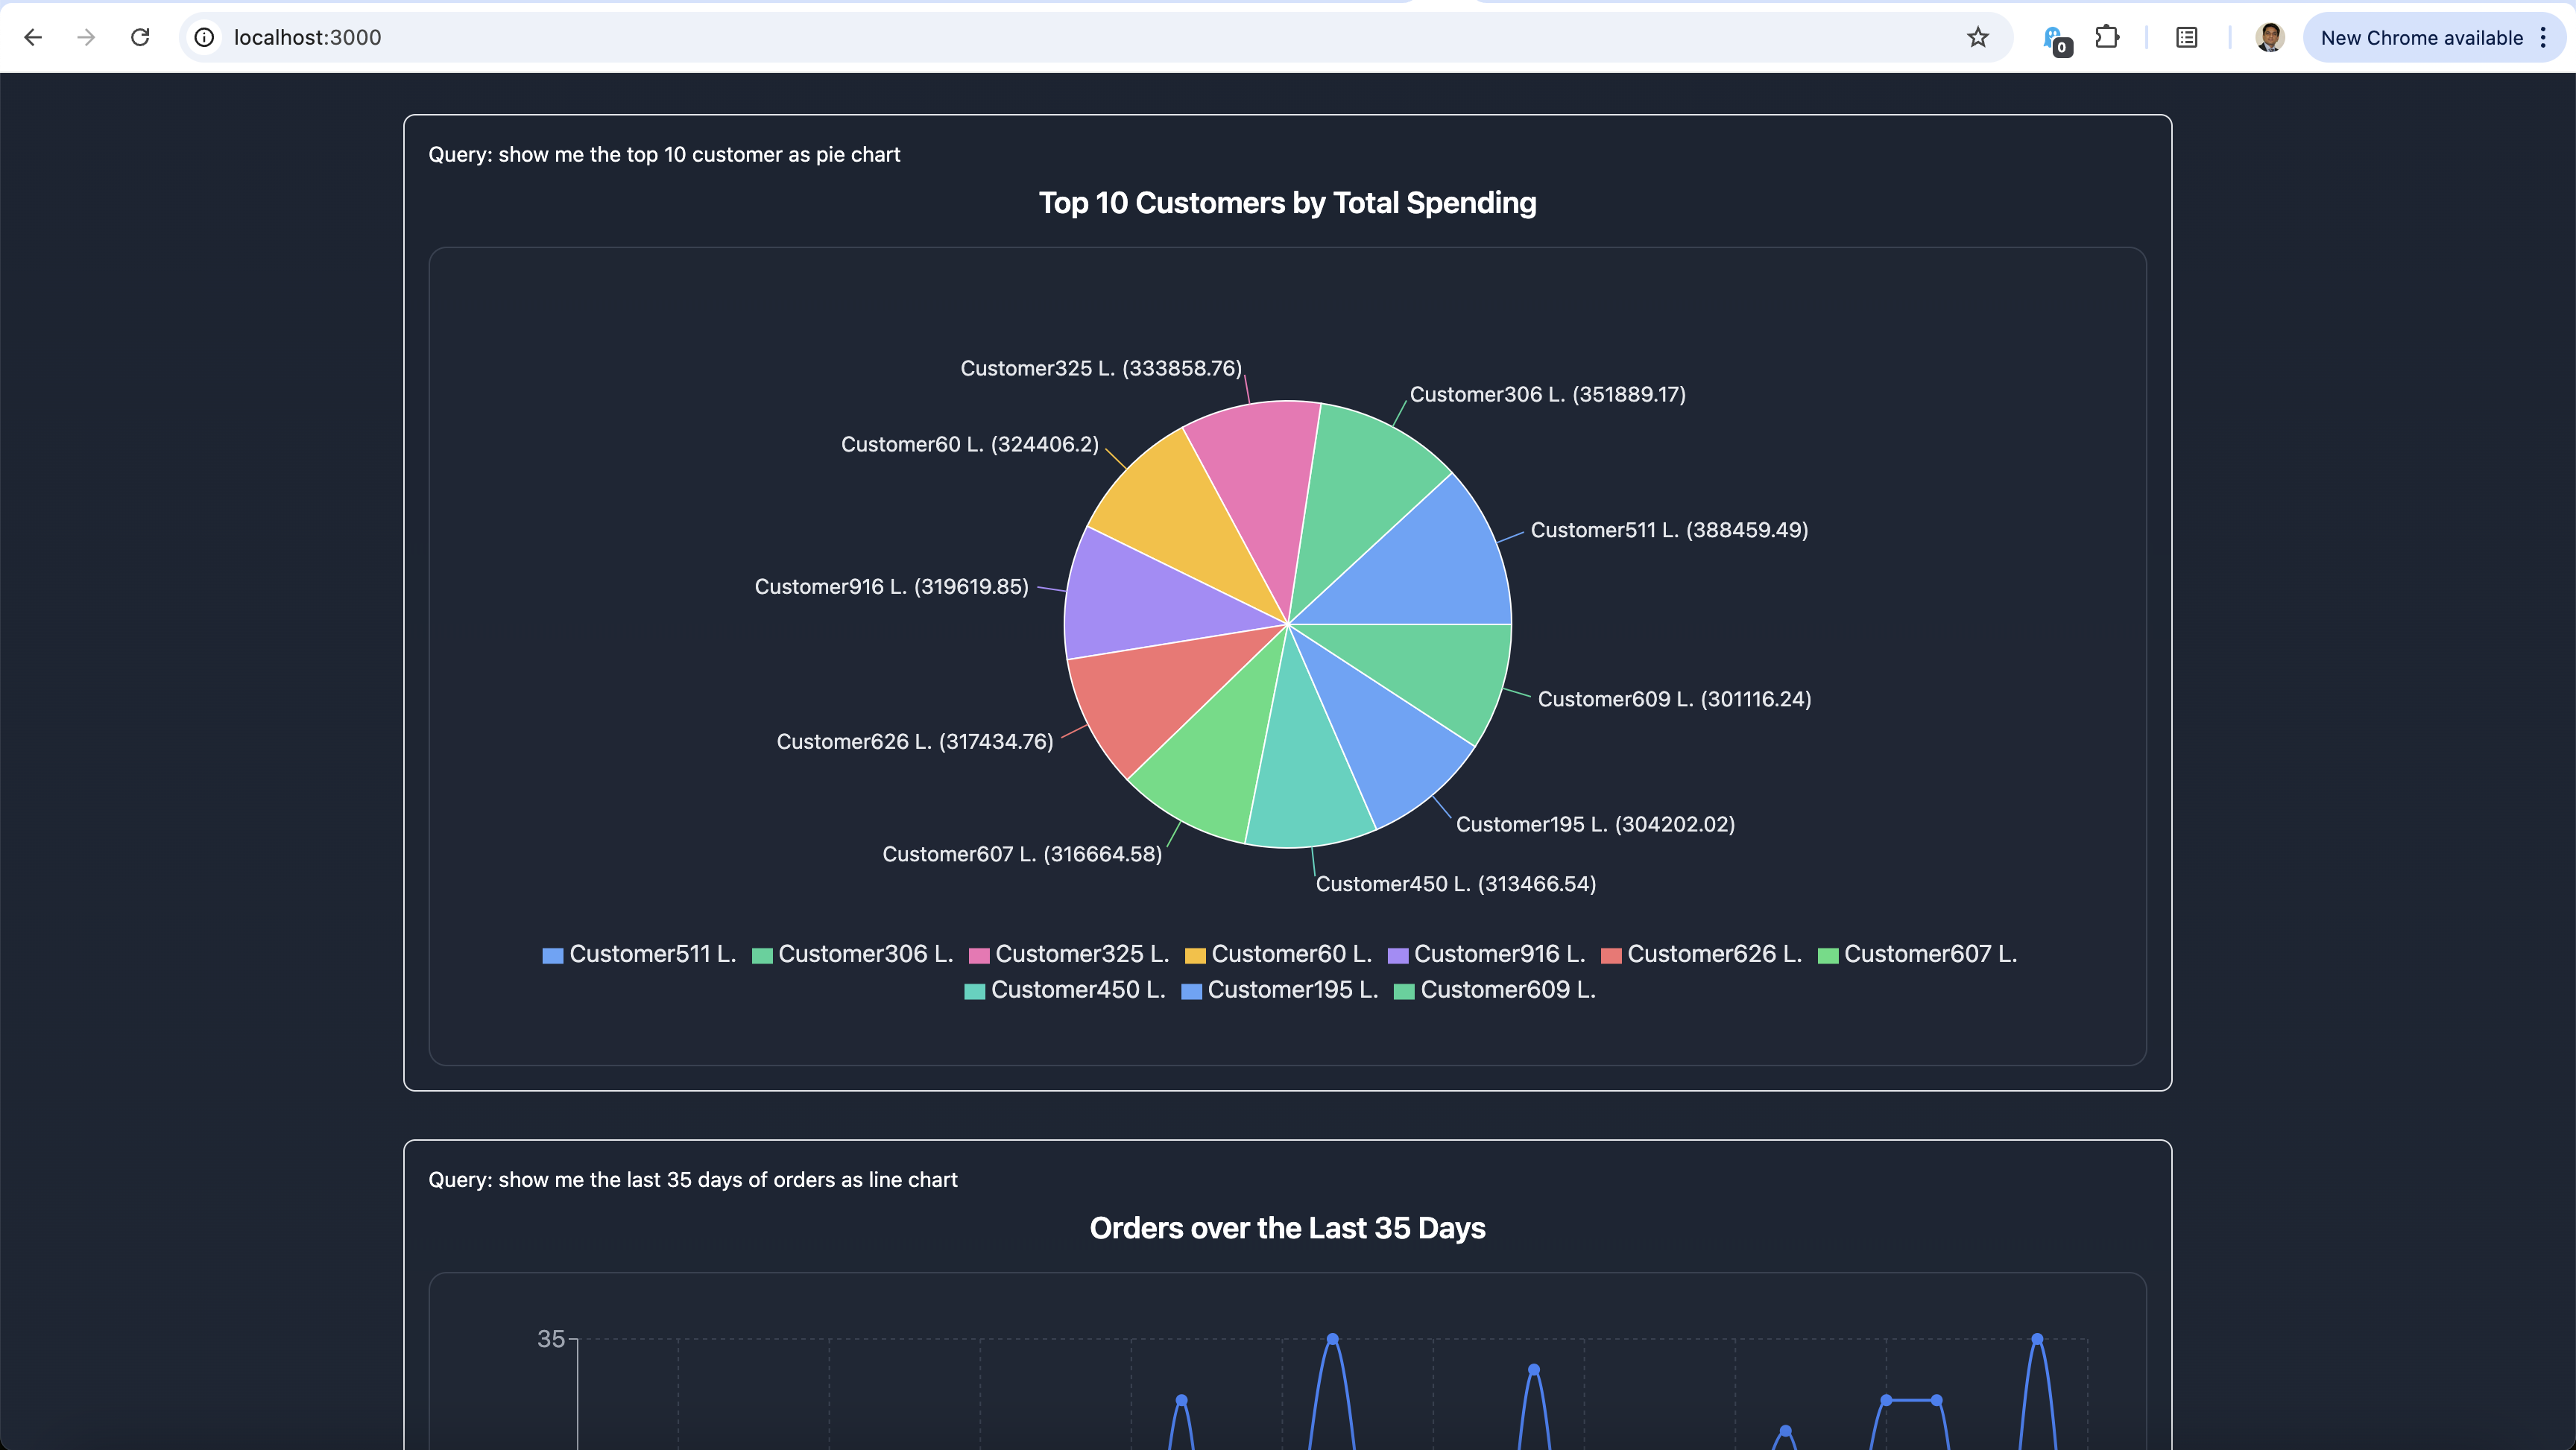 localhost:3000
0
New Chrome available
Query: show me the top 10 customer as pie chart
Top 10 Customers by Total Spending
Customer325 L. (333858.76)
Customer306 L. (351889.17)
Customer60 L. (324406.2)
Customer511 L. (388459.49)
Customer916 L. (319619.85)
Customer609 L. (301116.24)
Customer626 L. (317434.76)
Customer195 L. (304202.02)
Customer607 L. (316664.58)
Customer450 L. (313466.54)
Customer511 L. Customer306 L. Customer325 L. Customer60 L. Customer916 L. Customer626 L. Customer607 L.
Customer450 L. Customer195 L. Customer609 L.
Query: show me the last 35 days of orders as line chart
Orders over the Last 35 Days
35